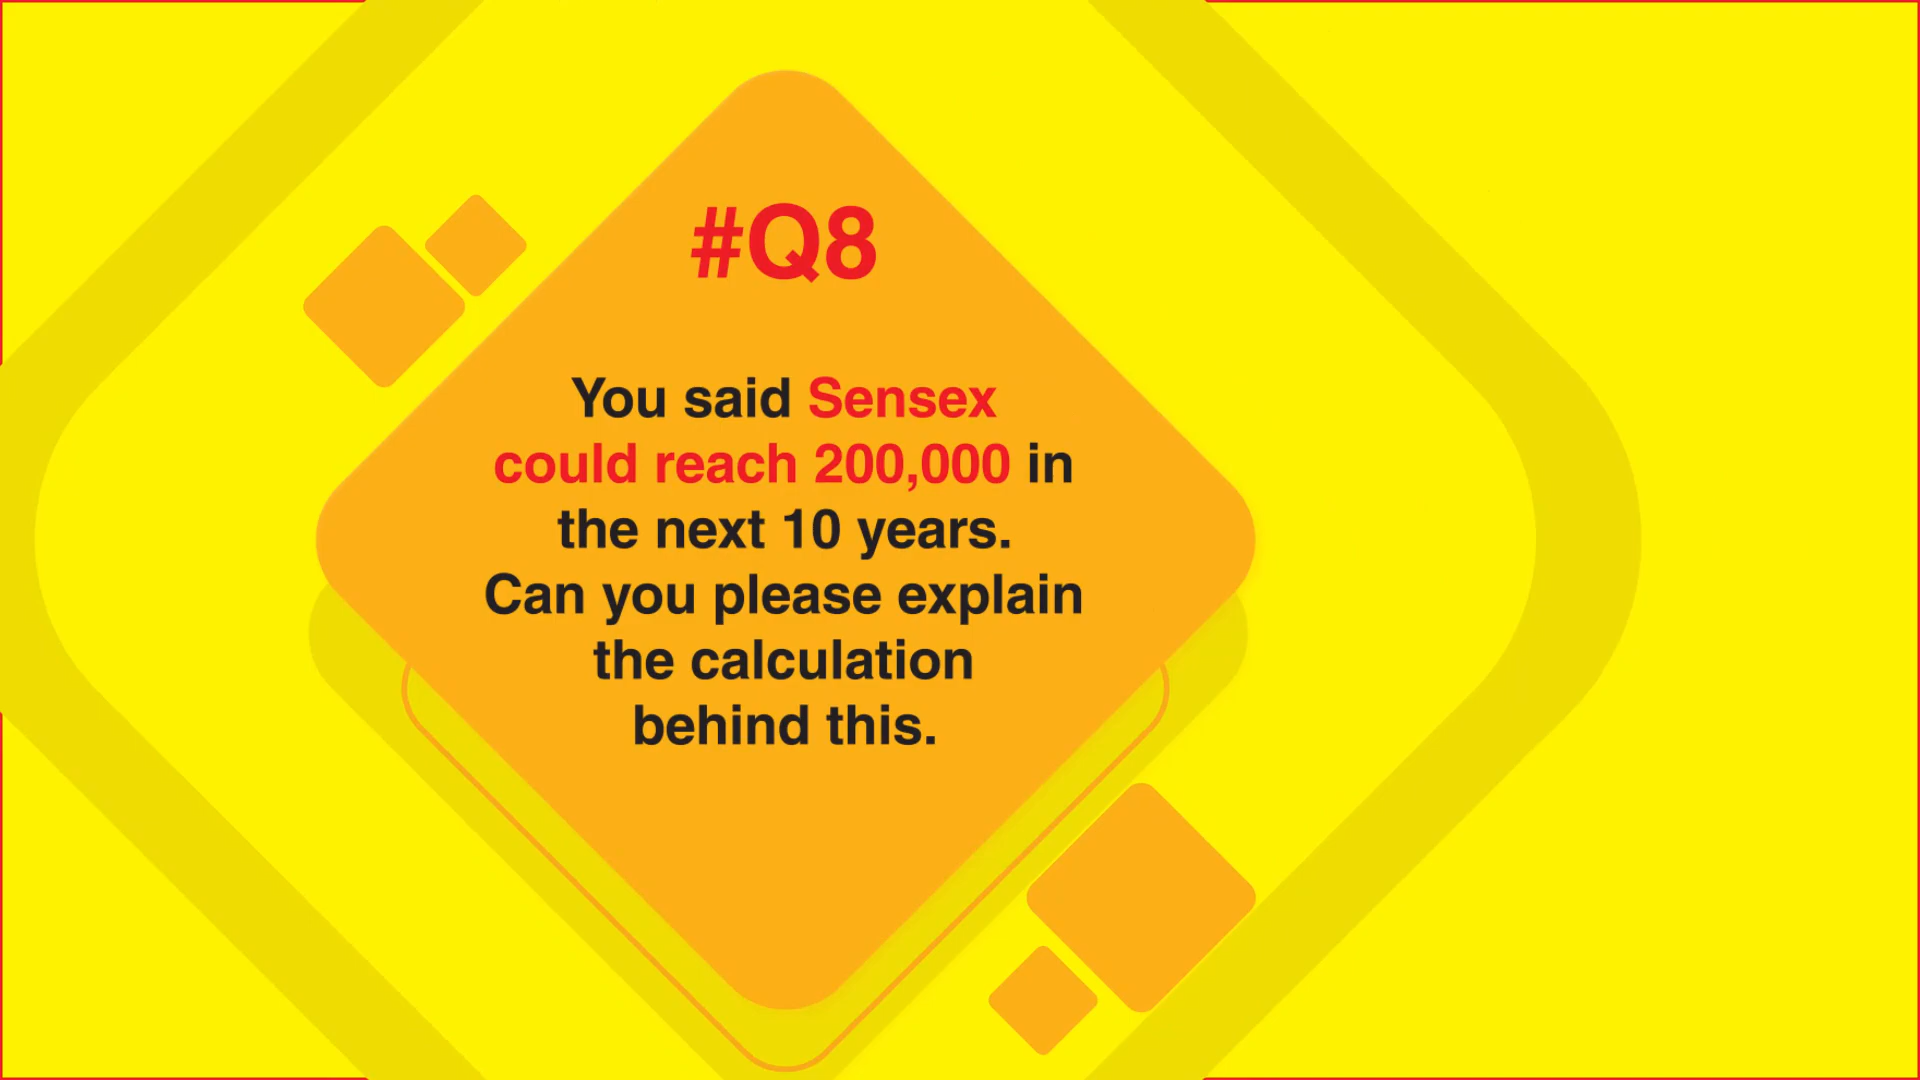 #Q8
You said Sensex
could reach 200,000 in
the next 10 years.
Can you please explain
the calculation
behind this.